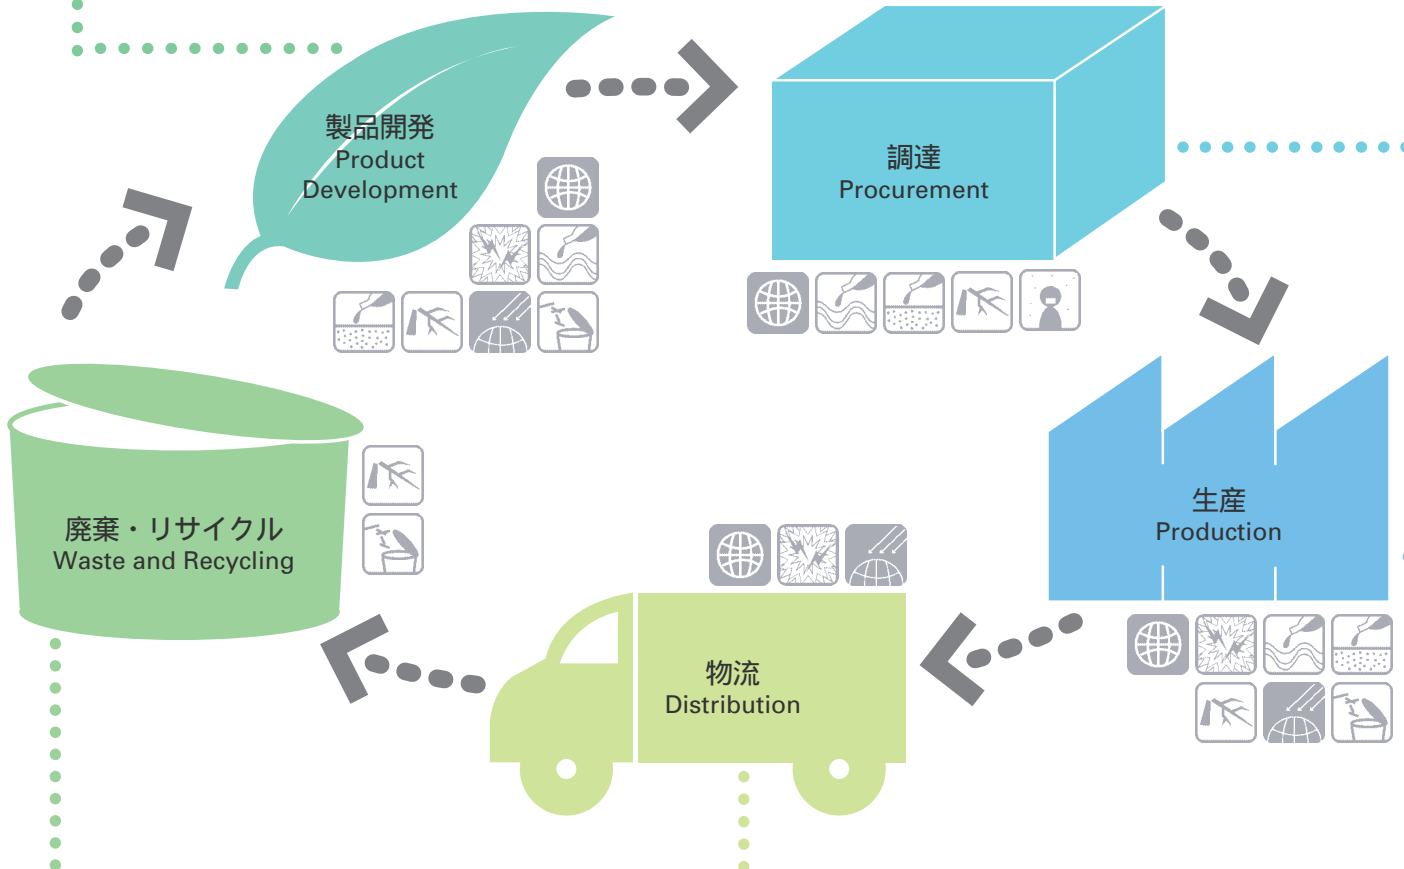 製品開発
Product
Development
調達
Procurement
生産
Production
物流
Distribution
廃棄・リサイクル
Waste and Recycling